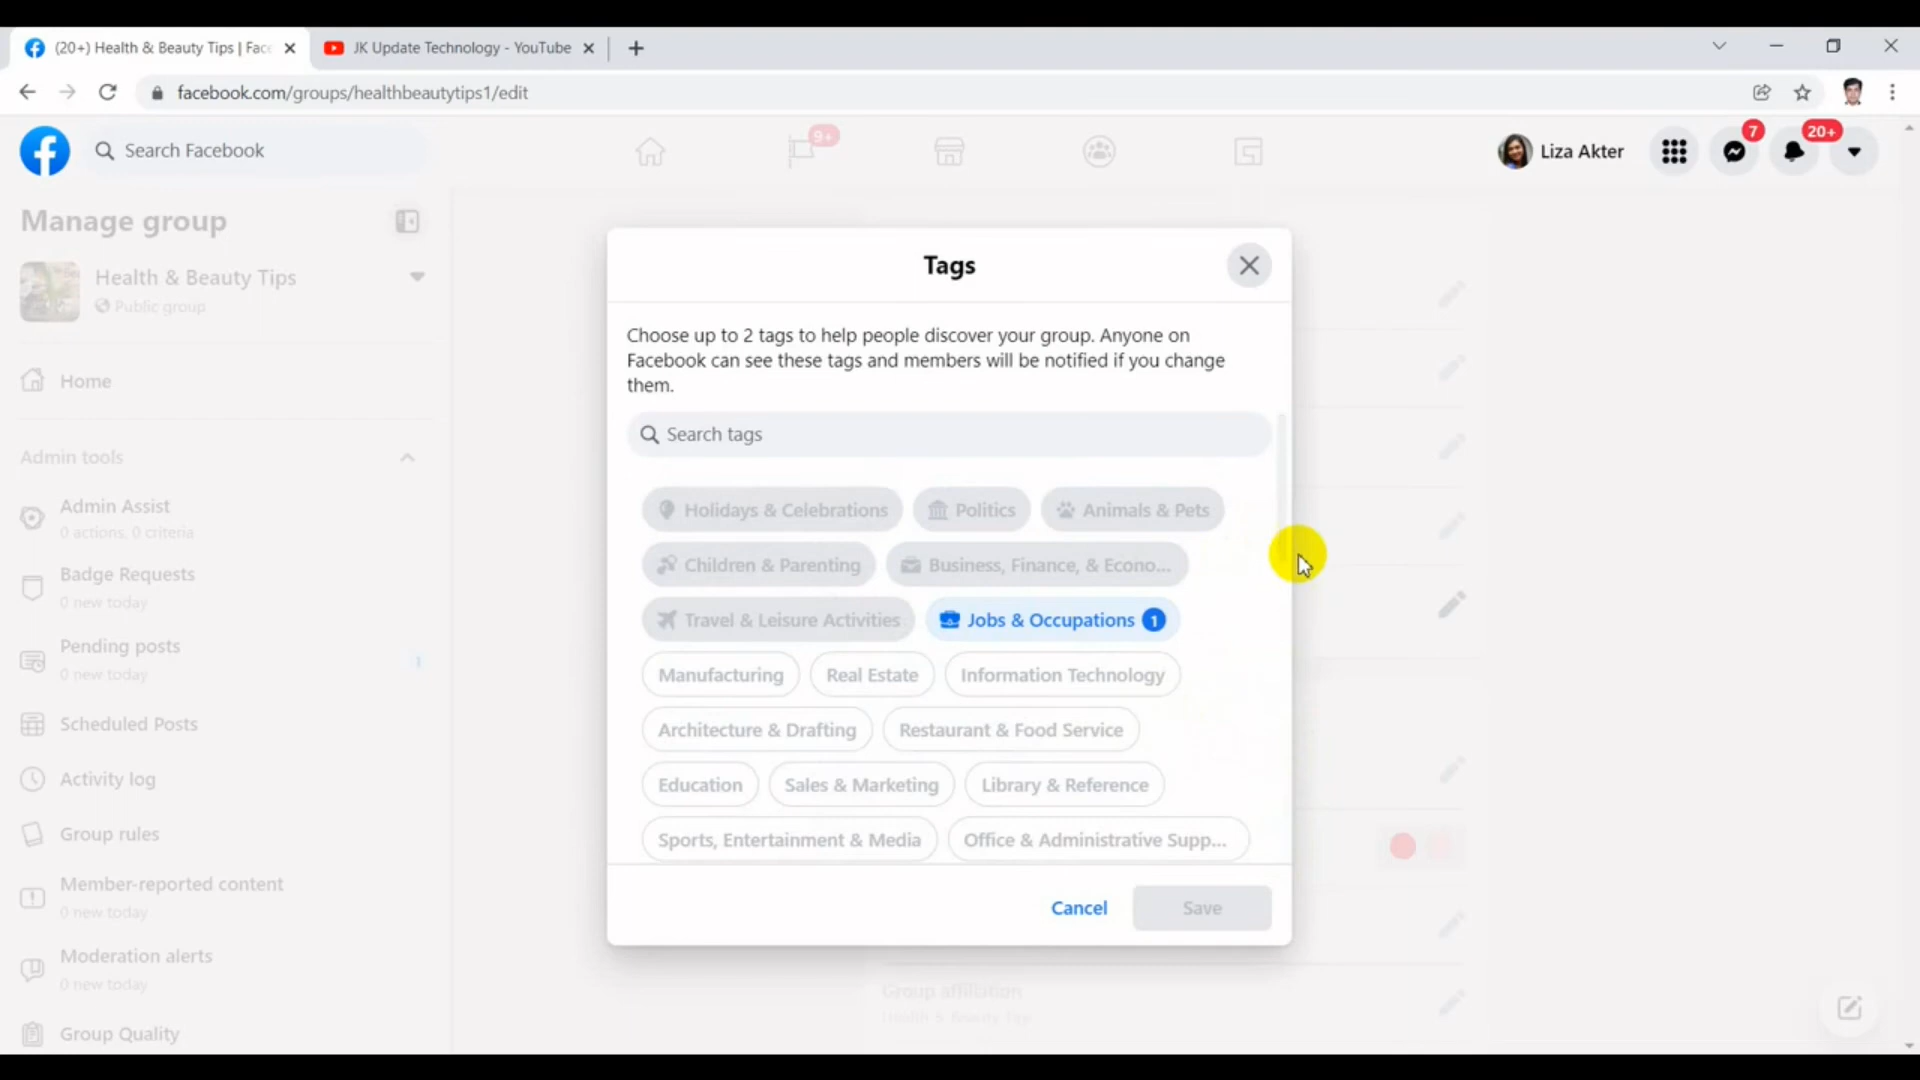 (20+) Health & Beauty Tips | Fac
JK Update Technology - YouTube
facebook.com/groups/healthbeautytips1/edit
Search Facebook
9+
Liza Akter
7
20+
Manage group
Health & Beauty Tips
Public group
Home
Admin tools
Admin Assist
0 actions, 0 criteria
Badge Requests
0 new today
Pending posts
0 new today
1
Scheduled Posts
Activity log
Group rules
Member-reported content
0 new today
Moderation alerts
0 new today
Group Quality
Tags
Choose up to 2 tags to help people discover your group. Anyone on
Facebook can see these tags and members will be notified if you change
them.
Search tags
Holidays & Celebrations Politics Animals & Pets
Children & Parenting Business, Finance, & Econo...
Travel & Leisure Activities Jobs & Occupations 1
Manufacturing Real Estate Information Technology
Architecture & Drafting Restaurant & Food Service
Education Sales & Marketing Library & Reference
Sports, Entertainment & Media Office & Administrative Supp...
Cancel Save
Group affiliation
Health & Beauty Tips